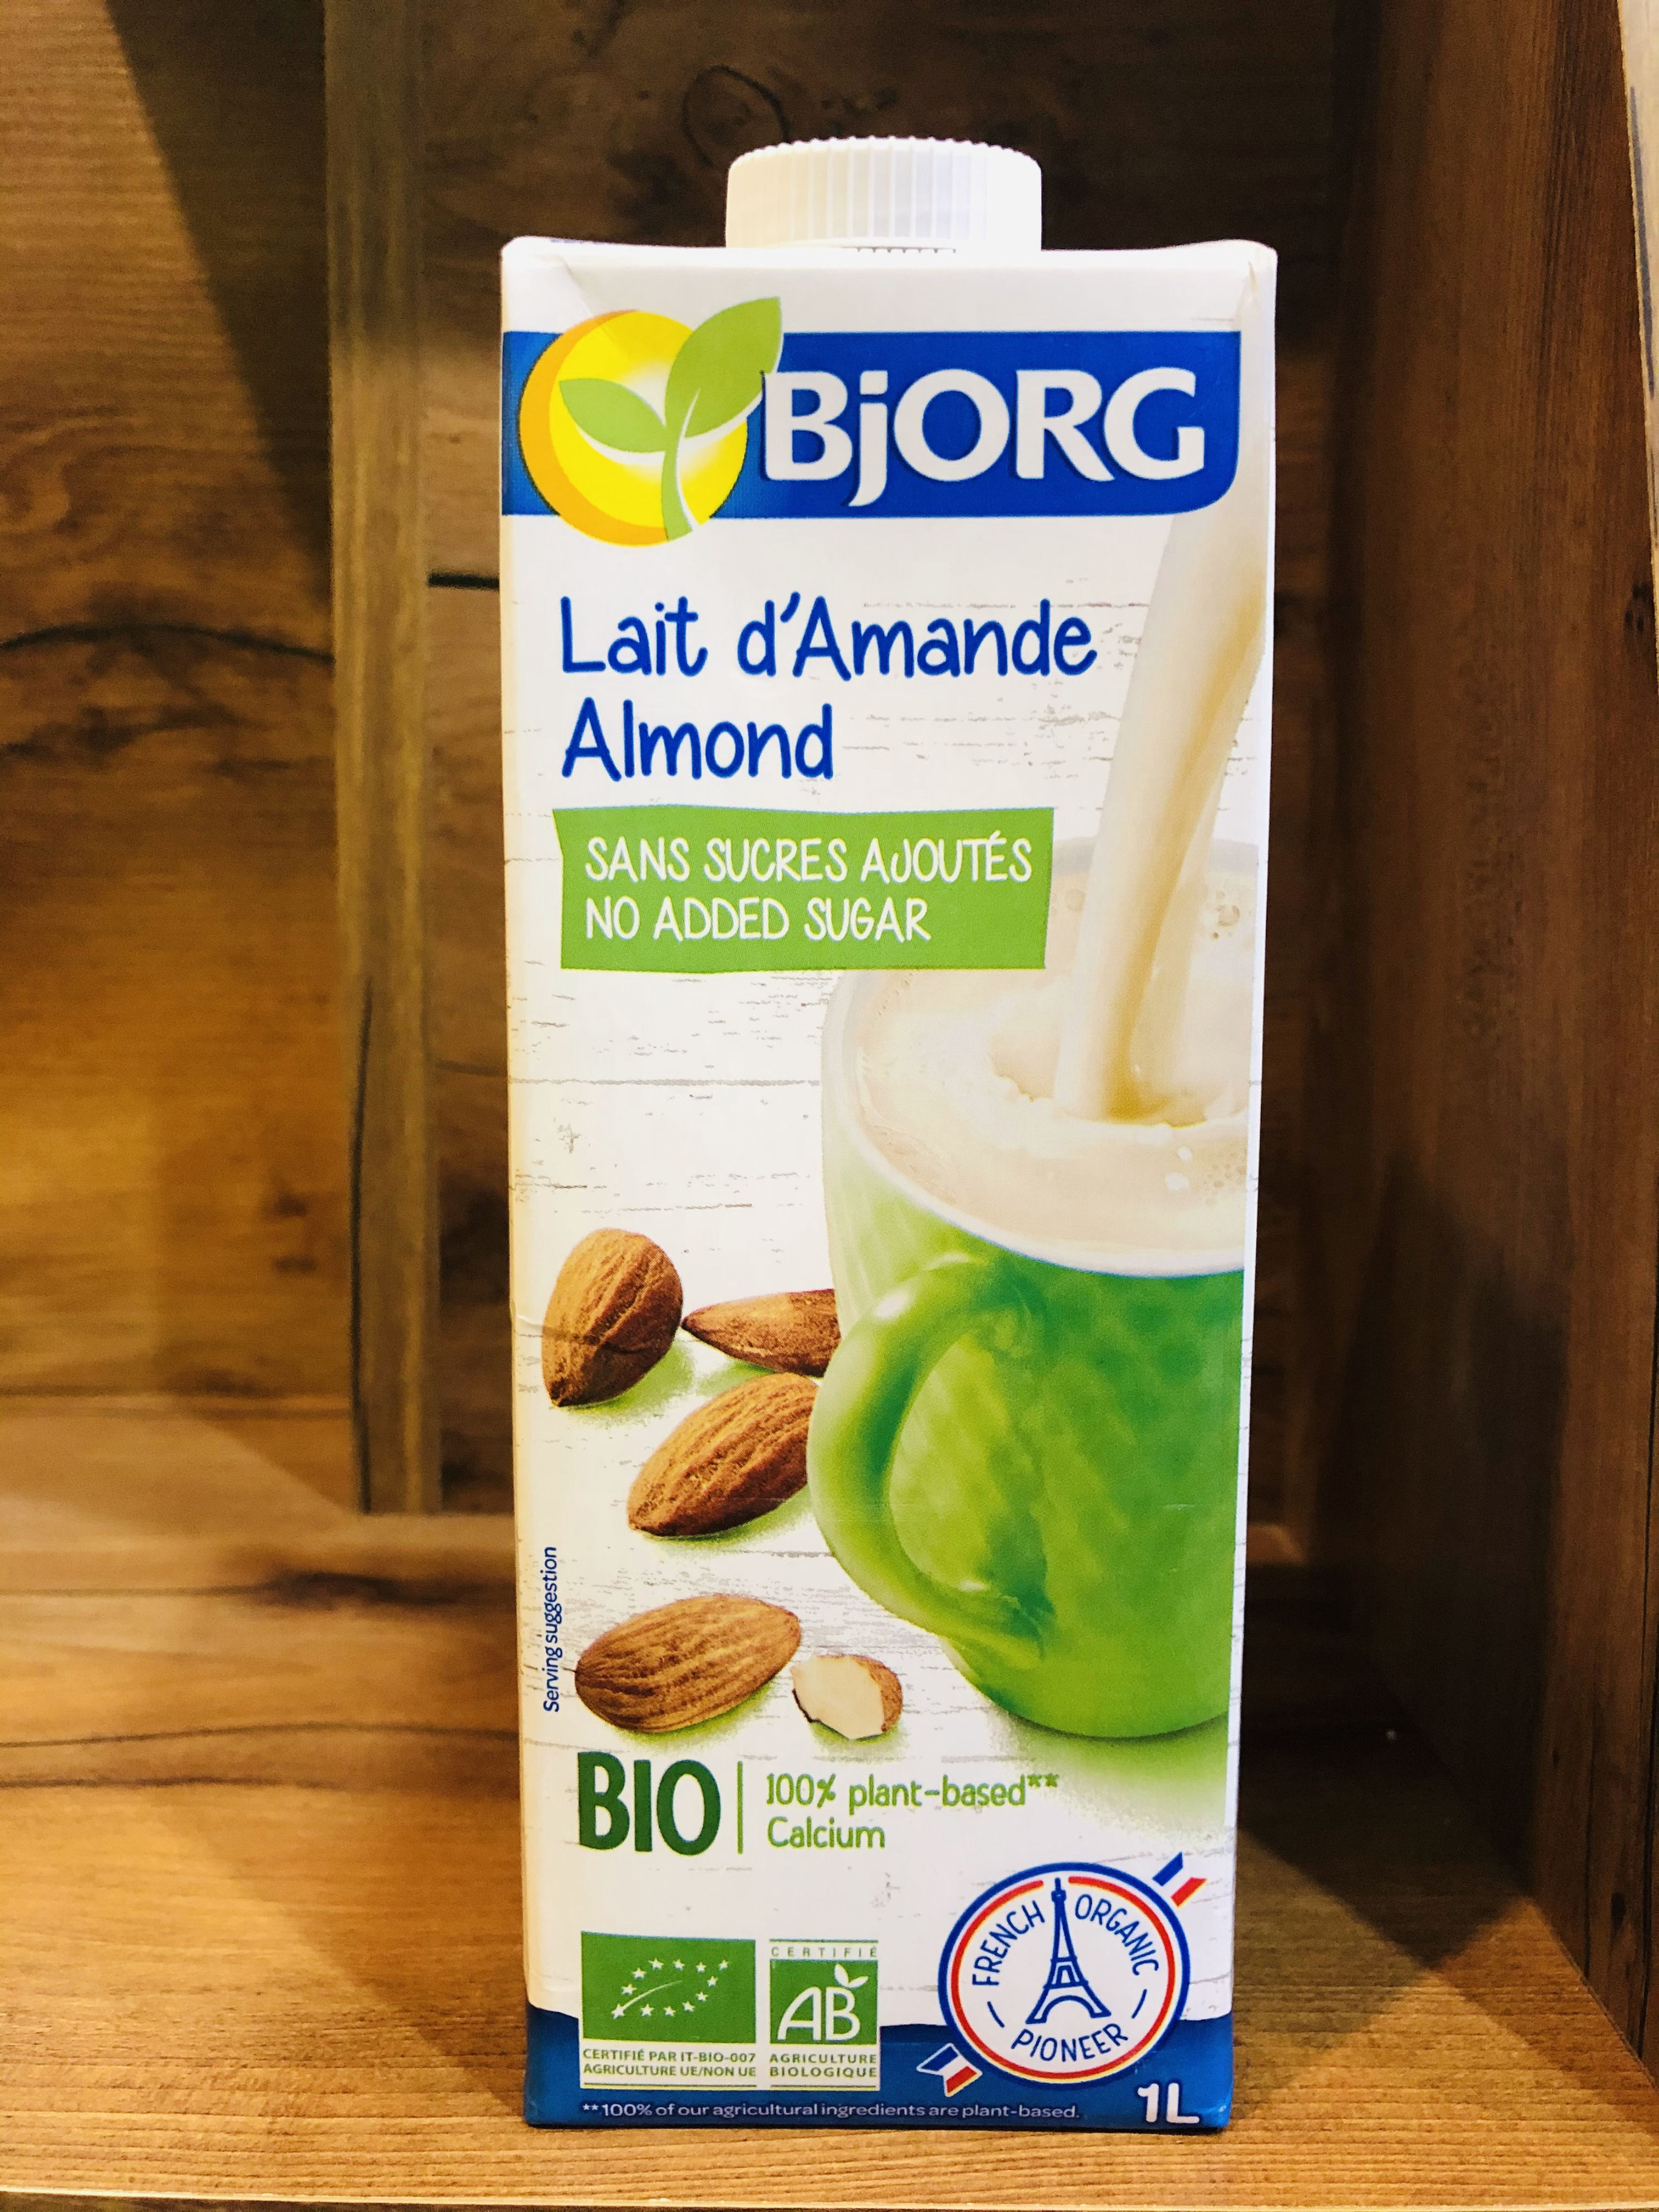 BjORG
Lait d'Amande
Almond
SANS SUCRES AJOUTÉS
NO ADDED SUGAR
Serving suggestion
BIO
100% plant-based**
Calcium
FRENCH ORGANIC
PIONEER
CERTIFIÉ
AB
CERTIFIÉ PAR IT-BIO-007
AGRICULTURE UE/NON UE
AGRICULTURE
BIOLOGIQUE
**100% of our agricultural ingredients are plant-based.
1L